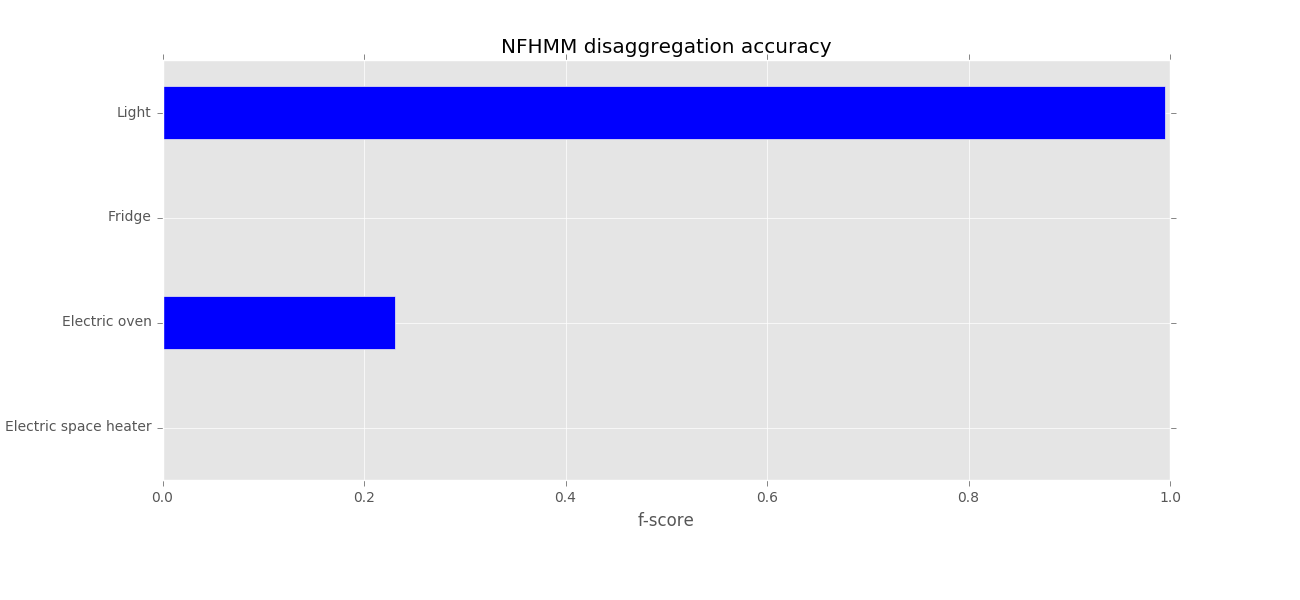 NFHMM disaggregation accuracy
Light
Fridge
Electric oven
Electric space heater
0.0 0.2 0.4 0.6 0.8 1.0
f-score